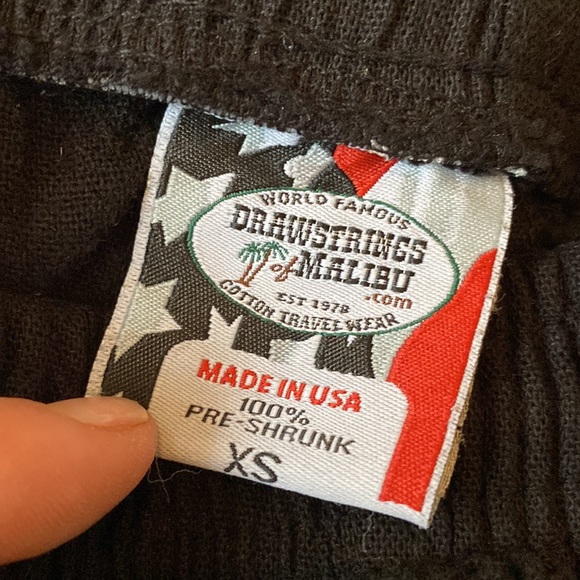 WORLD FAMOUS
DRAWSTRINGS
of MALIBU
.com
EST 1978
COTTON TRAVEL WEAR
MADE IN USA
100%
PRE-SHRUNK
XS